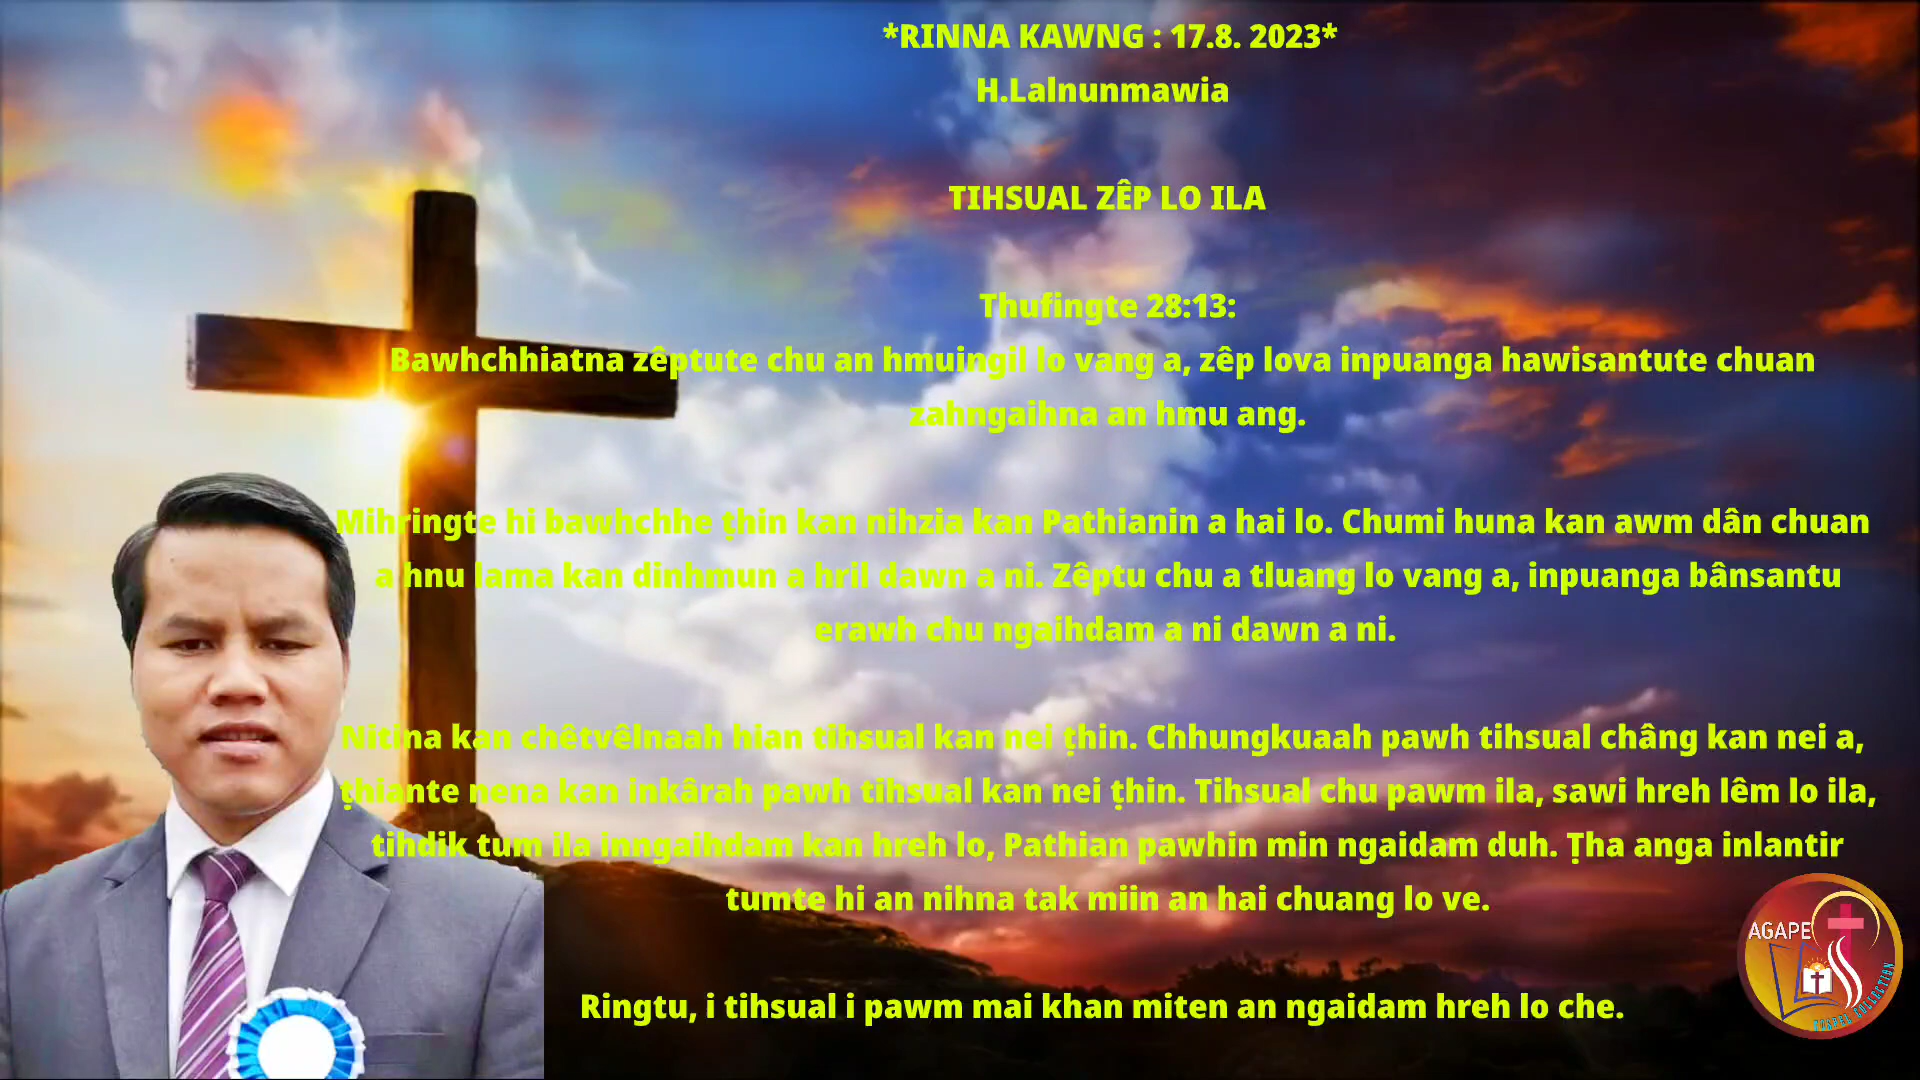 *RINNA KAWNG : 17.8. 2023*
H.Lalnunmawia
TIHSUAL ZÊP LO ILA
Thufingte 28:13:
Bawhchhiatna zêptute chu an hmuingil lo vang a, zêp lova inpuanga hawisantute chuan
zahngaihna an hmu ang.
Mihringte hi bawhchhe ṭhin kan nihzia kan Pathianin a hai lo. Chumi huna kan awm dân chuan
a hnu lama kan dinhmun a hril dawn a ni. Zêptu chu a tluang lo vang a, inpuanga bânsantu
erawh chu ngaihdam a ni dawn a ni.
Nitina kan chêtvêlnaah hian tihsual kan nei ṭhin. Chhungkuaah pawh tihsual châng kan nei a,
ṭhiante nena kan inkârah pawh tihsual kan nei ṭhin. Tihsual chu pawm ila, sawi hreh lêm lo ila,
tihdik tum ila inngaihdam kan hreh lo, Pathian pawhin min ngaidam duh. Ṭha anga inlantir
tumte hi an nihna tak miin an hai chuang lo ve.
Ringtu, i tihsual i pawm mai khan miten an ngaidam hreh lo che.
AGAPE
GOSPEL COLLECTION